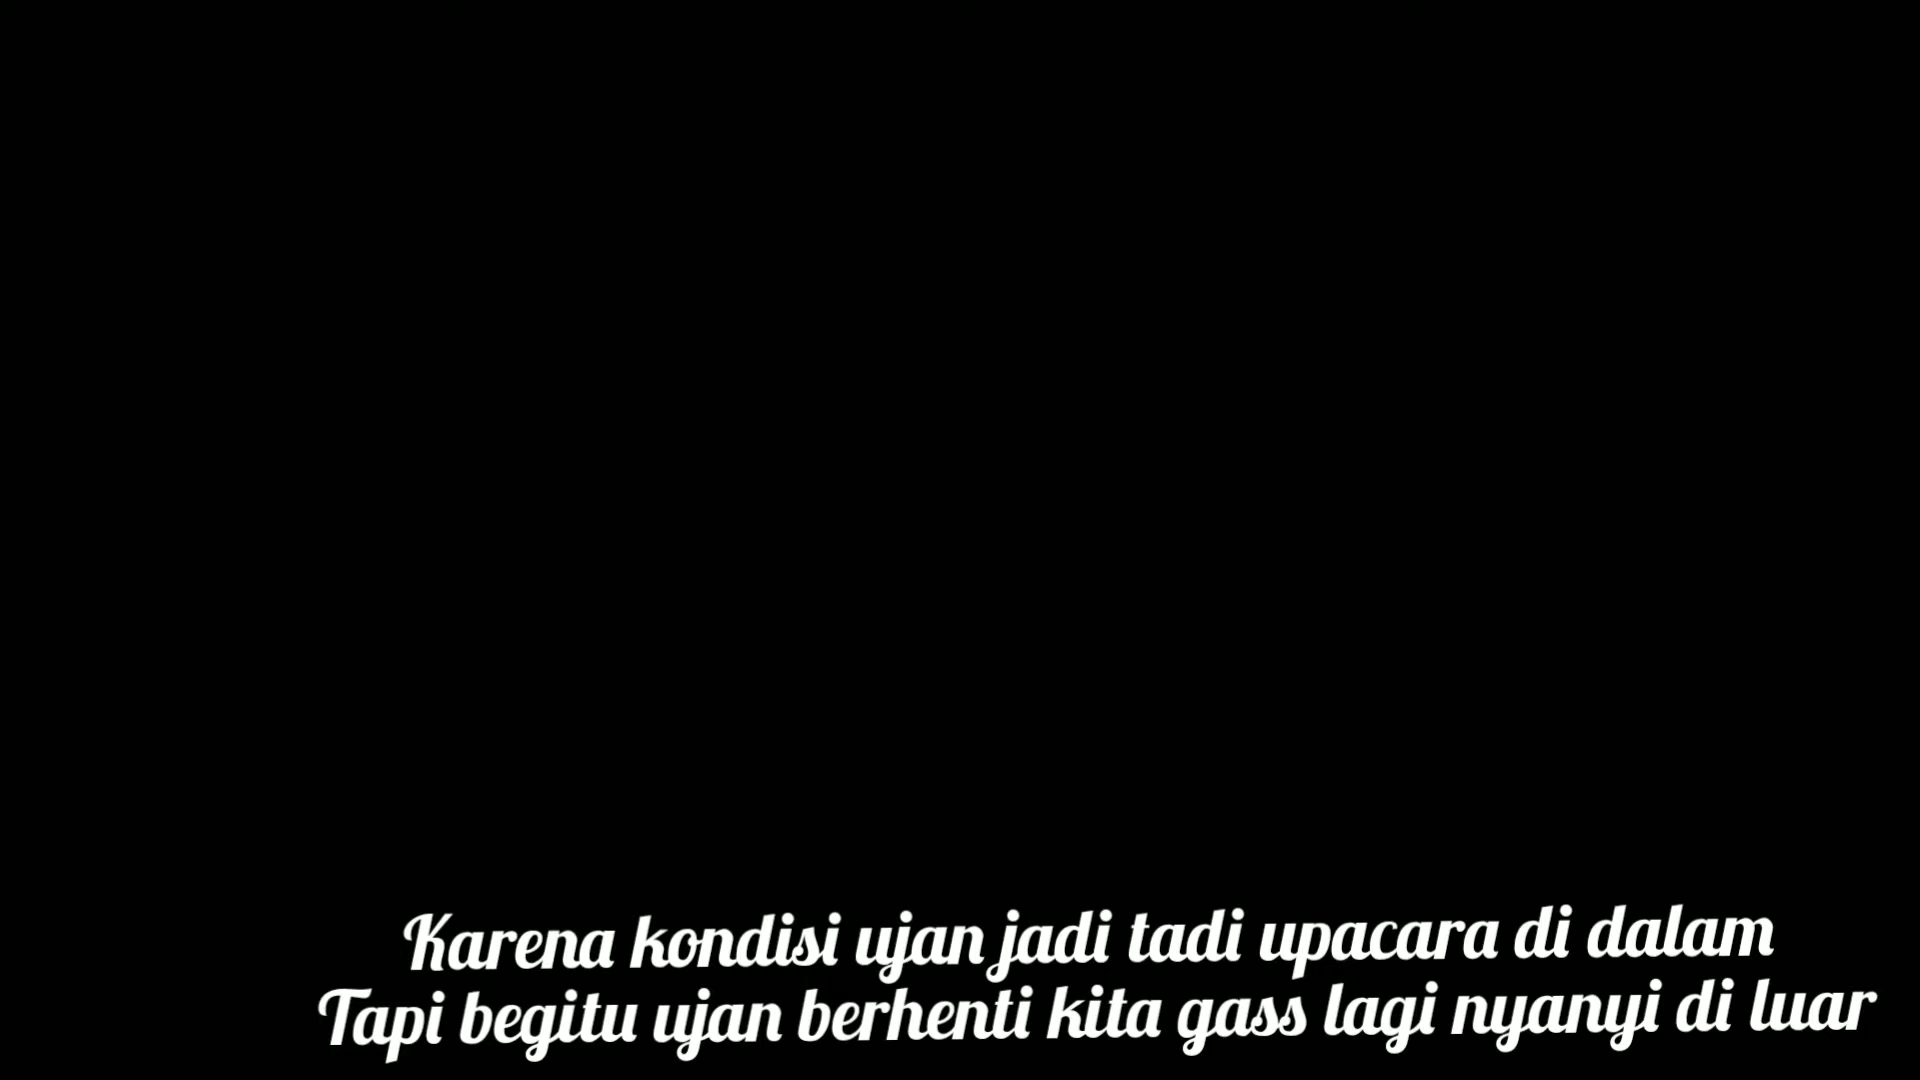 Karena kondisi ujan jadi tadi upacara di dalam
Tapi begitu ujan berhenti kita gass lagi nyanyi di luar